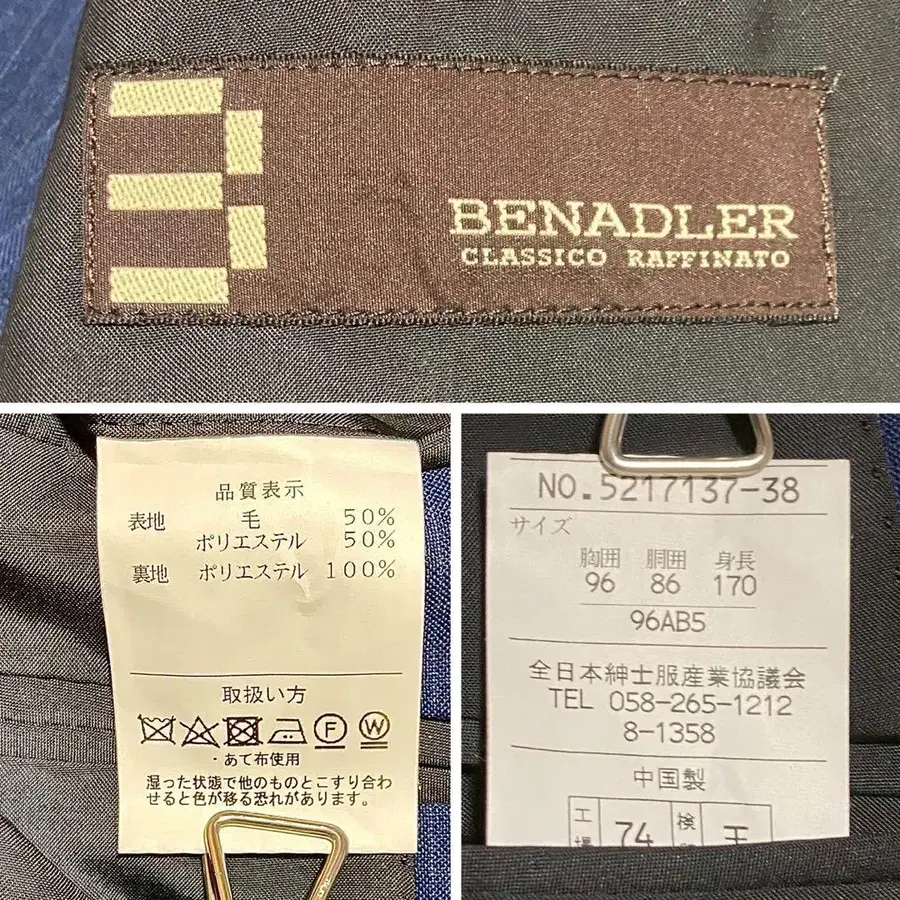 BENADLER
CLASSICO RAFFINATO
品質表示
表地 毛 50%
ポリエステル 50%
裏地 ポリエステル 100%
取扱い方
F W
・あて布使用
湿った状態で他のものとこすり合わ
せると色が移る恐れがあります。
NO.5217137-38
サイズ
胸囲 胴囲 身長
96 86 170
96AB5
全日本紳士服産業協議会
TEL 058-265-1212
8-1358
中国製
工 74 検